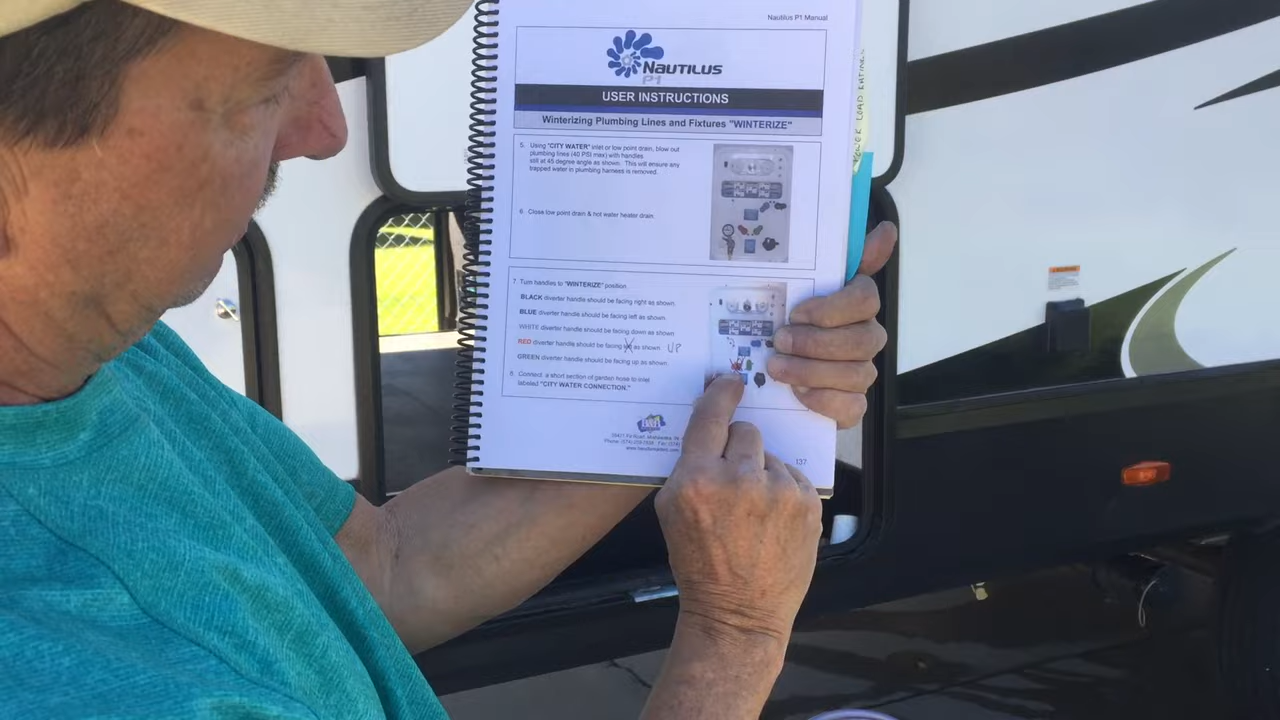 Nautilus P1 Manual
NAUTILUS
P1
USER INSTRUCTIONS
Winterizing Plumbing Lines and Fixtures "WINTERIZE"
5. Using "CITY WATER" inlet or low point drain, blow out
plumbing lines (40 PSI max) with handles
still at 45 degree angle as shown. This will ensure any
trapped water in plumbing harness is removed.
6. Close low point drain & hot water heater drain
7. Turn handles to "WINTERIZE" position.
BLACK diverter handle should be facing right as shown.
BLUE diverter handle should be facing left as shown.
WHITE diverter handle should be facing down as shown.
RED diverter handle should be facing as shown. UP
GREEN diverter handle should be facing up as shown.
8. Connect a short section of garden hose to inlet
labeled "CITY WATER CONNECTION."
137